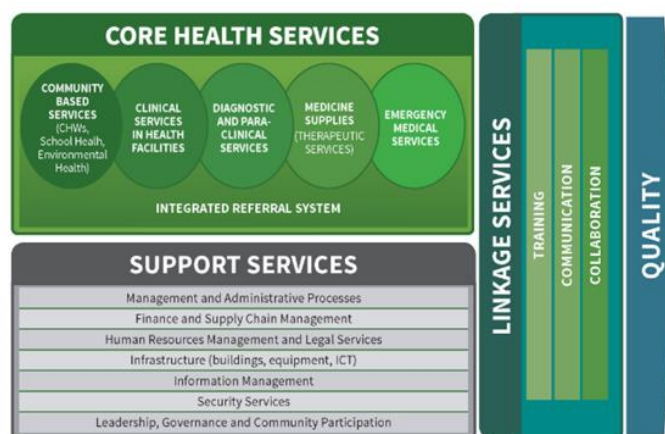 CORE HEALTH SERVICES
COMMUNITY
BASED
SERVICES
(CHWs,
School Healh,
Environmental
Health)
CLINICAL
SERVICES
IN HEALTH
FACILITIES
DIAGNOSTIC
AND PARA-
CLINICAL
SERVICES
MEDICINE
SUPPLIES
(THERAPEUTIC
SERVICES)
EMERGENCY
MEDICAL
SERVICES
INTEGRATED REFERRAL SYSTEM
SUPPORT SERVICES
Management and Administrative Processes
Finance and Supply Chain Management
Human Resources Management and Legal Services
Infrastructure (buildings, equipment, ICT)
Information Management
Security Services
Leadership, Governance and Community Participation
LINKAGE SERVICES
TRAINING
COMMUNICATION
COLLABORATION
QUALITY